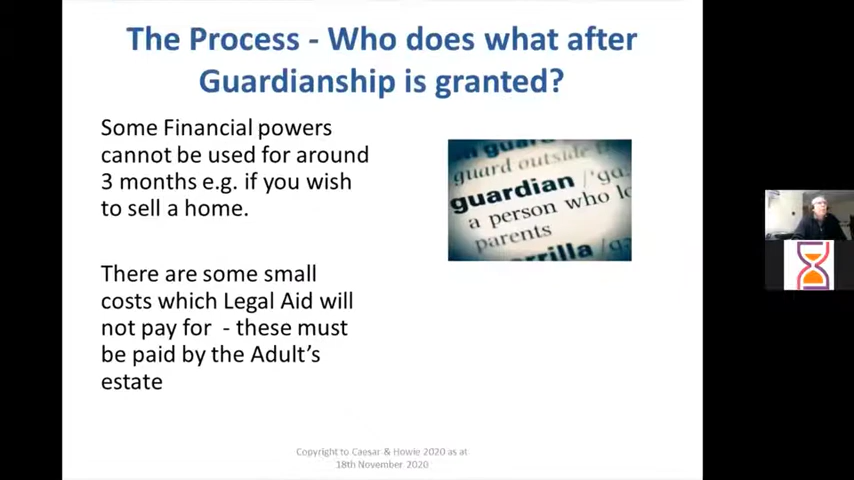 The Process - Who does what after
Guardianship is granted?
Some Financial powers
cannot be used for around
3 months e.g. if you wish
to sell a home.
There are some small
costs which Legal Aid will
not pay for - these must
be paid by the Adult's
estate
guard outside
guardian
a person who
parents
Copyright to Caesar & Howie 2020 as at
18th November 2020